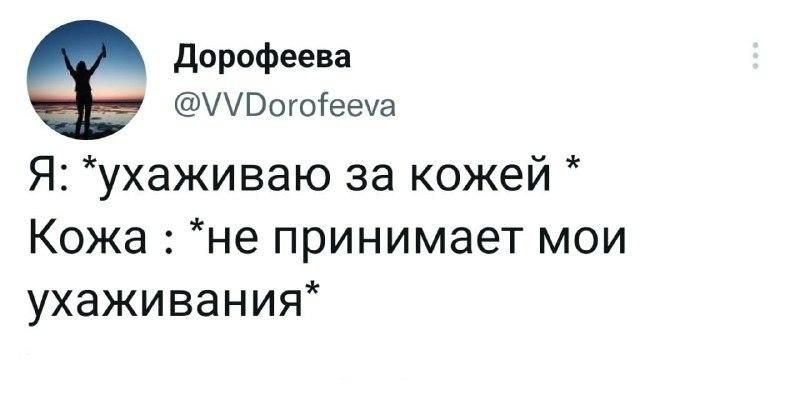 Дорофеева
@VVDorofeeva
Я: *ухаживаю за кожей *
Кожа : *не принимает мои
ухаживания*